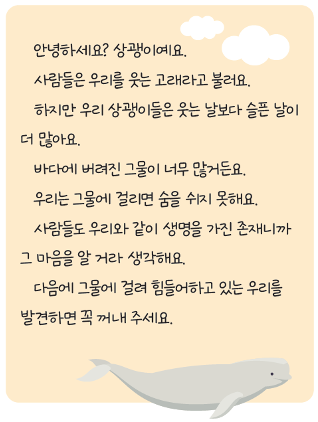 안녕하세요? 상괭이예요.
사람들은 우리를 웃는 고래라고 불러요.
하지만 우리 상괭이들은 웃는 날보다 슬픈 날이
더 많아요.
바다에 버려진 그물이 너무 많거든요.
우리는 그물에 걸리면 숨을 쉬지 못해요.
사람들도 우리와 같이 생명을 가진 존재니까
그 마음을 알 거라 생각해요.
다음에 그물에 걸려 힘들어하고 있는 우리를
발견하면 꼭 꺼내 주세요.